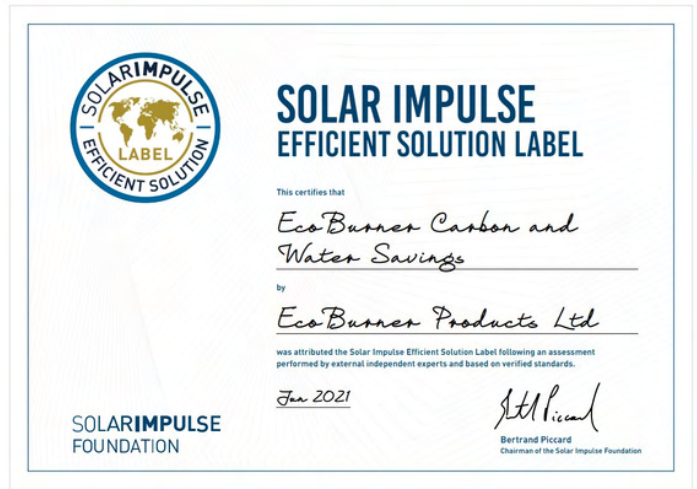 SOLARIMPULSE
LABEL
EFFICIENT SOLUTION
SOLAR IMPULSE
EFFICIENT SOLUTION LABEL
This certifies that
EcoBurner Carbon and
Water Savings
by
EcoBurner Products Ltd
was attributed the Solar Impulse Efficient Solution Label following an assessment
performed by external independent experts and based on verified standards.
Jan 2021
Bertrand Piccard
Chairman of the Solar Impulse Foundation
SOLARIMPULSE
FOUNDATION